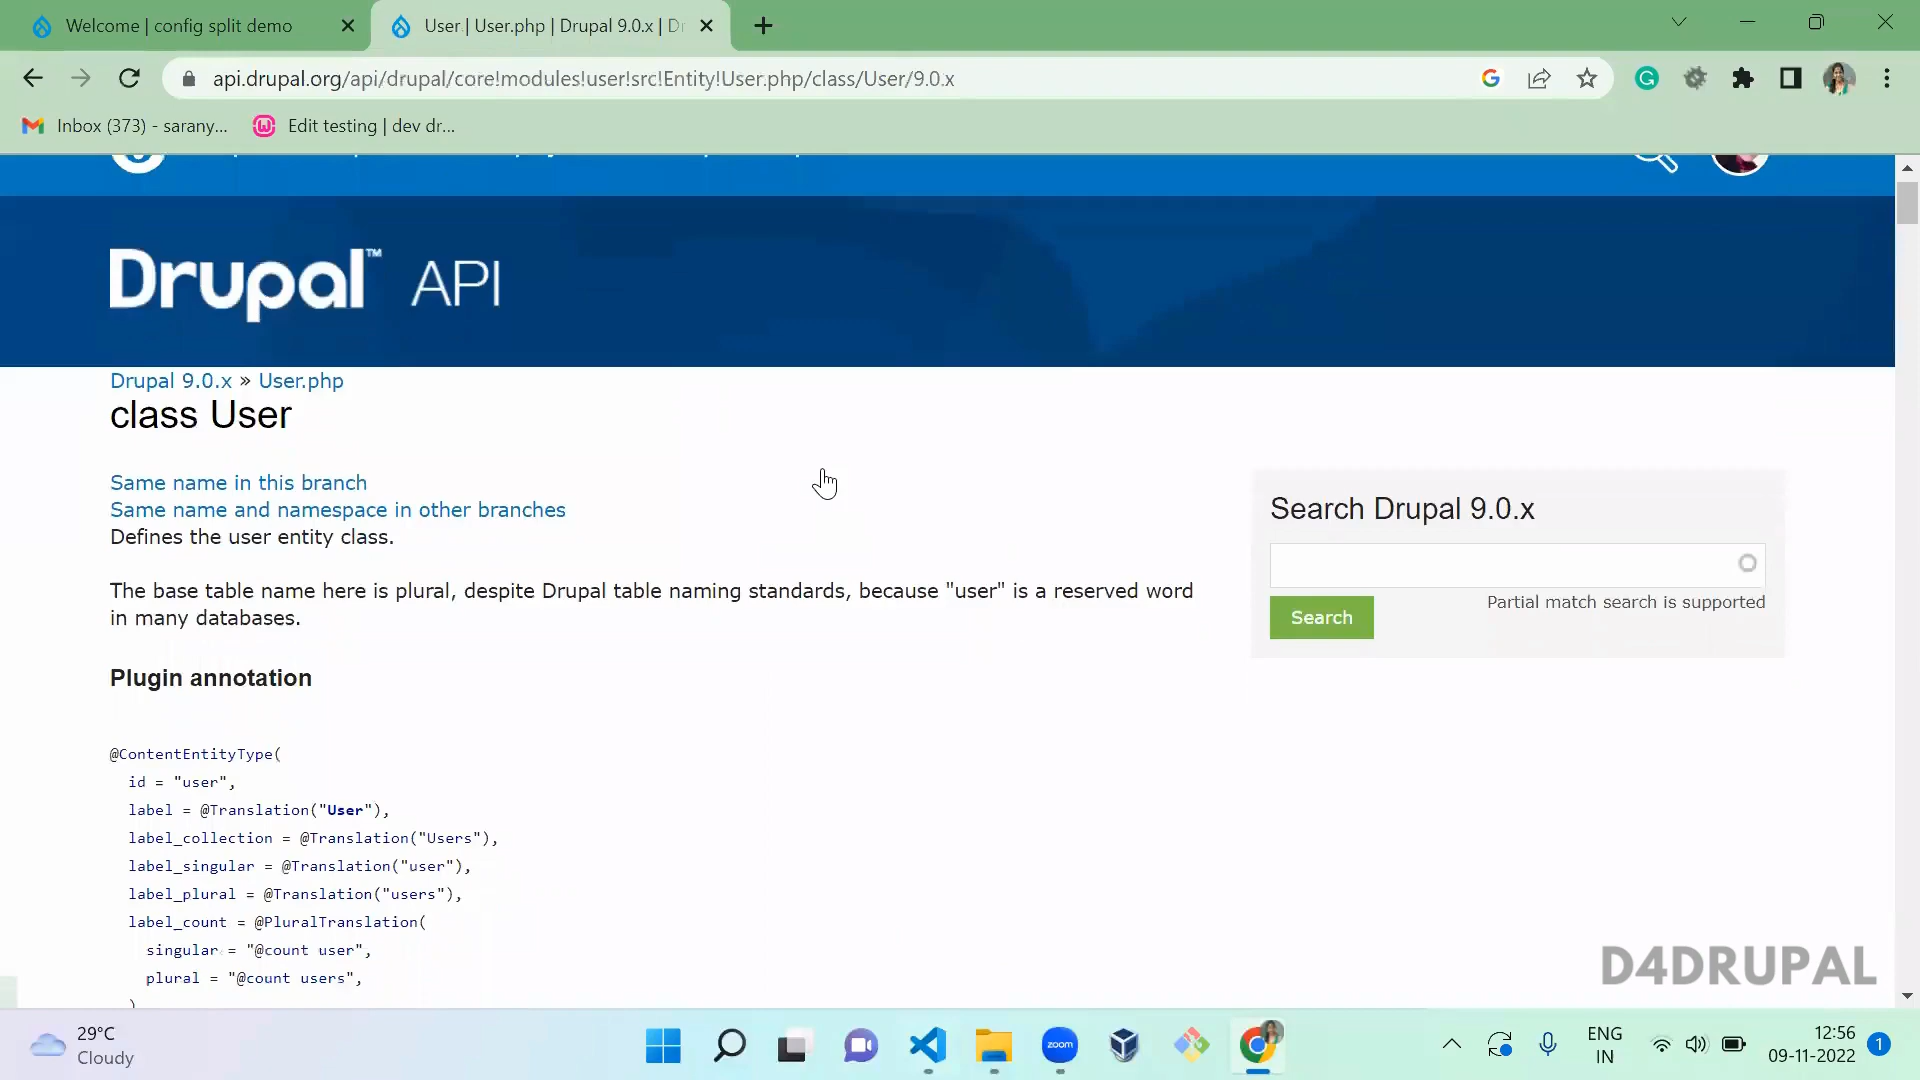 Welcome | config split demo
User | User.php | Drupal 9.0.x | Dr
api.drupal.org/api/drupal/core!modules!user!src!Entity!User.php/class/User/9.0.x
Inbox (373) - sarany...
Edit testing | dev dr...
Drupal™ API
Drupal 9.0.x » User.php
class User
Same name in this branch
Same name and namespace in other branches
Defines the user entity class.
The base table name here is plural, despite Drupal table naming standards, because "user" is a reserved word
in many databases.
Search Drupal 9.0.x
Partial match search is supported
Search
Plugin annotation
@ContentEntityType(
id = "user",
label = @Translation("User"),
label_collection = @Translation("Users"),
label_singular = @Translation("user"),
label_plural = @Translation("users"),
label_count = @PluralTranslation(
singular = "@count user",
plural = "@count users",
)
D4DRUPAL
29°C
Cloudy
zoom
ENG
IN
12:56
09-11-2022
1